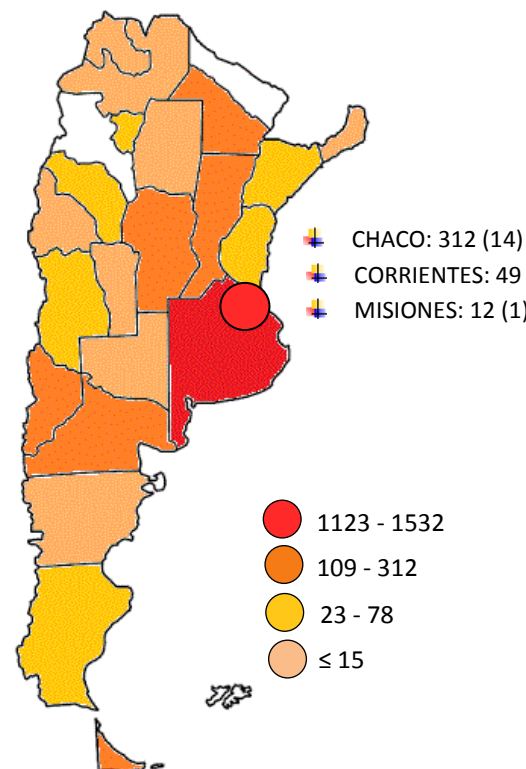 CHACO: 312 (14)
CORRIENTES: 49
MISIONES: 12 (1)
1123 - 1532
109 - 312
23 - 78
≤ 15